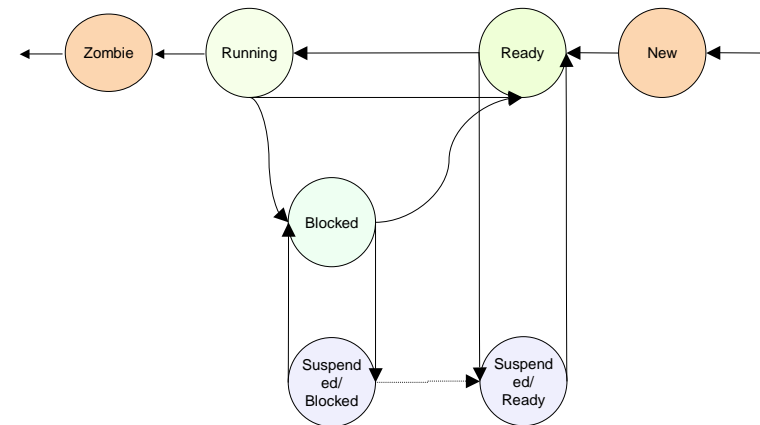 Zombie
Running
Ready
New
Blocked
Suspend
ed/
Blocked
Suspend
ed/
Ready